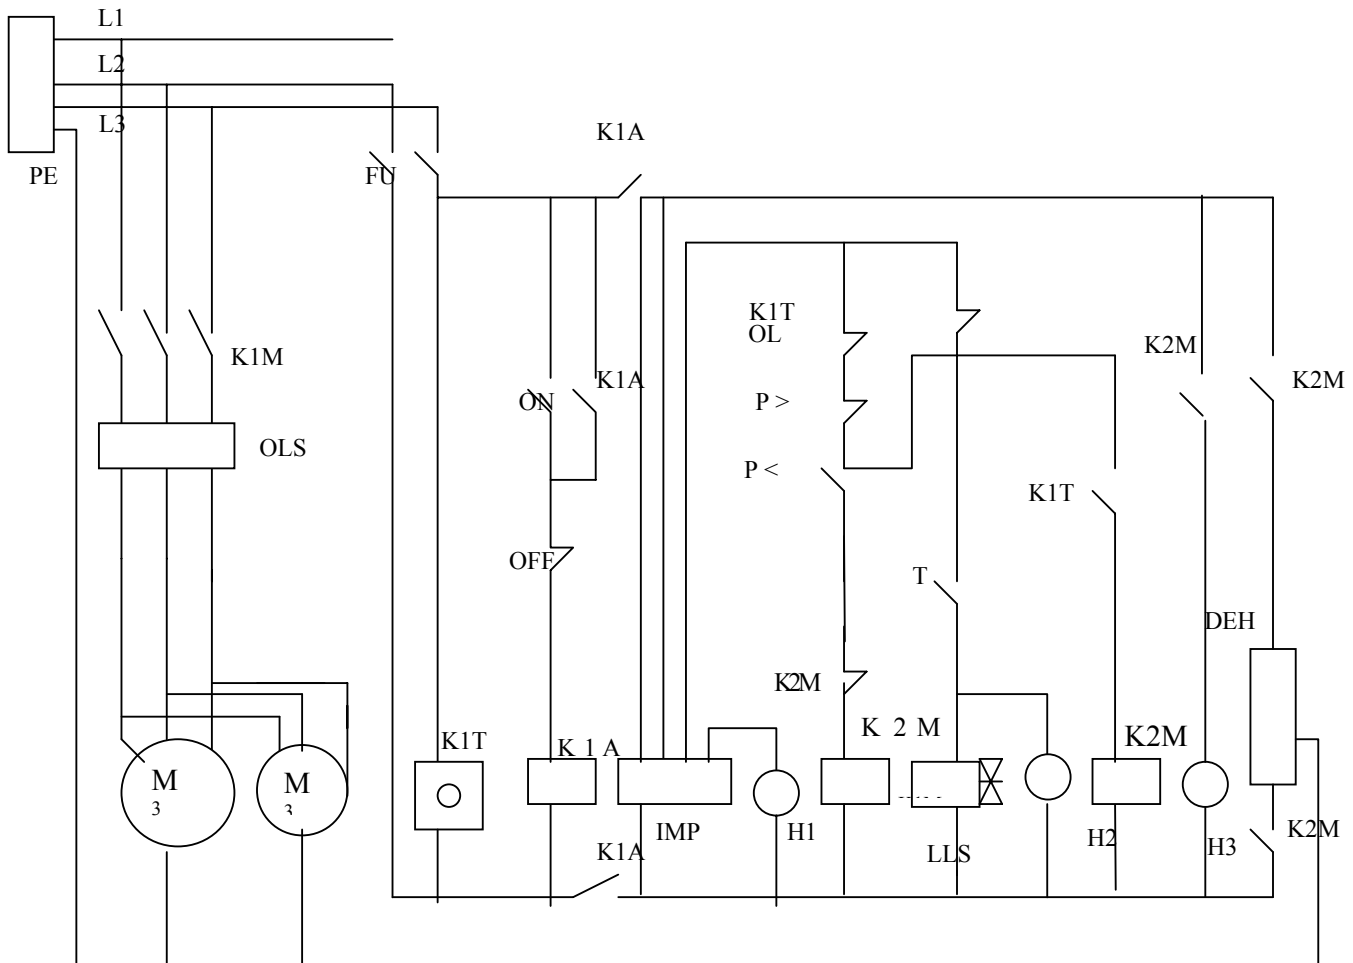 L1
L2
L3
PE
FU
K1A
K1T
OL
K1M
K2M
K2M
ON
K1A
P >
OLS
P <
K1T
OFF
T
DEH
K2M
K1T
K 1 A
K 2 M
K2M
M
3
M
3
IMP
H1
H2
H3
K2M
K1A
LLS